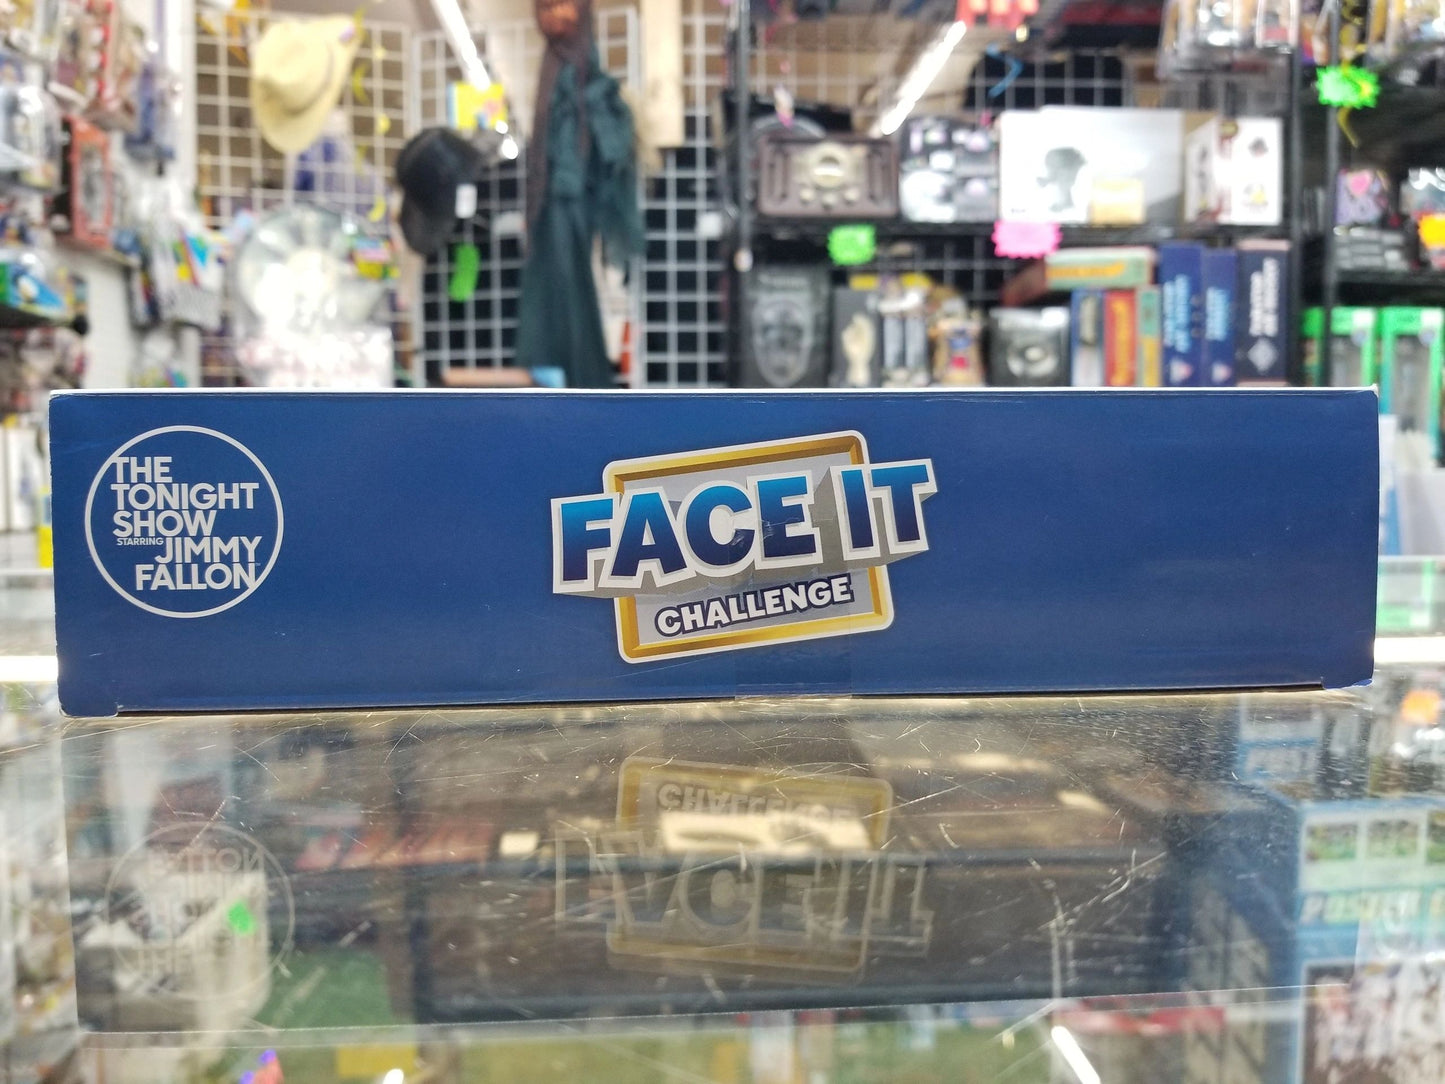 THE
TONIGHT
SHOW
STARRING JIMMY
FALLON
FACE IT
CHALLENGE